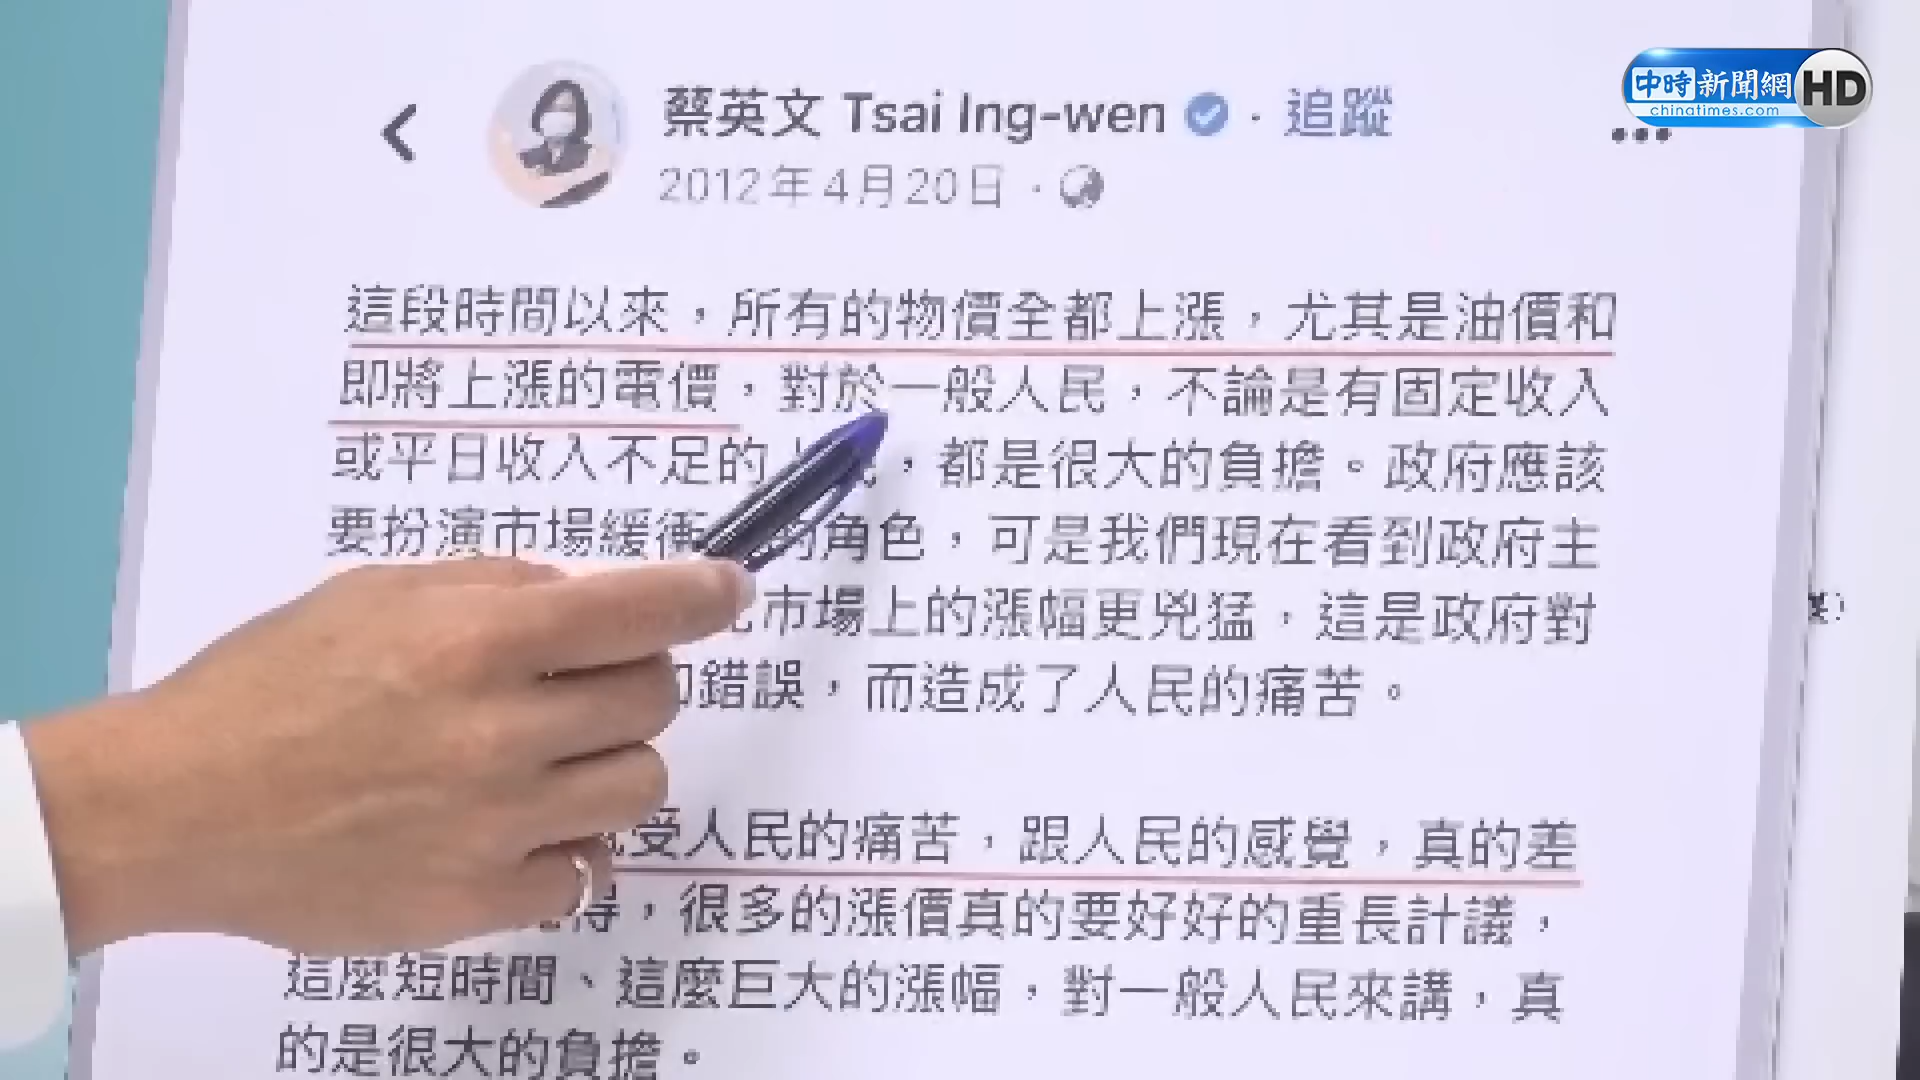 中時新聞網 HD
chinatimes.com
蔡英文 Tsai Ing-wen · 追蹤
2012年4月20日 ·
這段時間以來，所有的物價全都上漲，尤其是油價和
即將上漲的電價，對於一般人民，不論是有固定收入
或平日收入不足的，都是很大的負擔。政府應該
要扮演市場緩衝的角色，可是我們現在看到政府主
市場上的漲幅更兇猛，這是政府對
錯誤，而造成了人民的痛苦。
受人民的痛苦，跟人民的感覺，真的差
得，很多的漲價真的要好好的重長計議，
這麼短時間、這麼巨大的漲幅，對一般人民來講，真
的是很大的負擔。